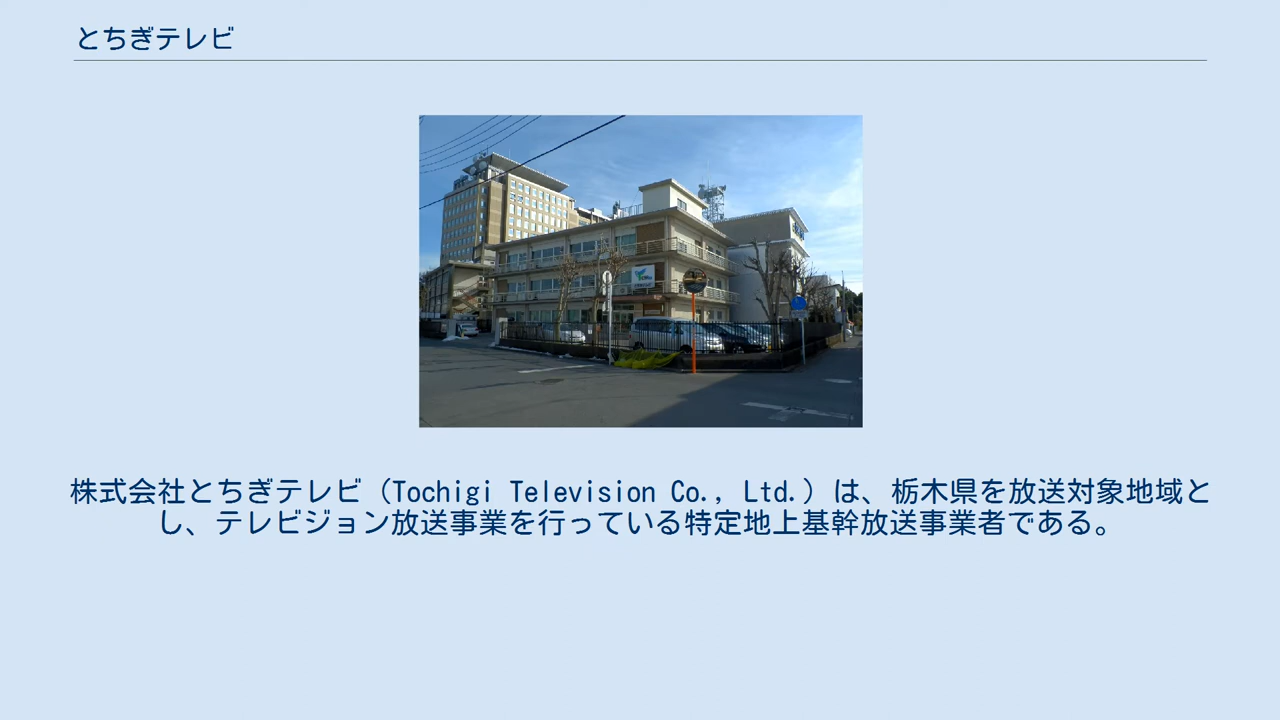 とちぎテレビ
株式会社とちぎテレビ（Tochigi Television Co., Ltd.）は、栃木県を放送対象地域と
し、テレビジョン放送事業を行っている特定地上基幹放送事業者である。